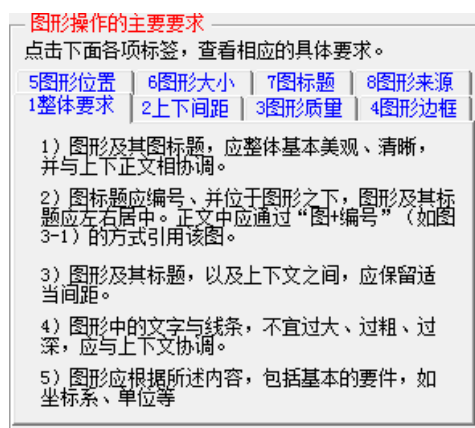 图形操作的主要要求
点击下面各项标签，查看相应的具体要求。
5图形位置 6图形大小 7图标题 8图形来源
1整体要求 2上下间距 3图形质量 4图形边框
1）图形及其图标题，应整体基本美观、清晰，
并与上下正文相协调。
2）图标题应编号、并位于图形之下，图形及其标
题应左右居中。正文中应通过“图+编号”（如图
3-1）的方式引用该图。
3）图形及其标题，以及上下文之间，应保留适
当间距。
4）图形中的文字与线条，不宜过大、过粗、过
深，应与上下文协调。
5）图形应根据所述内容，包括基本的要件，如
坐标系、单位等